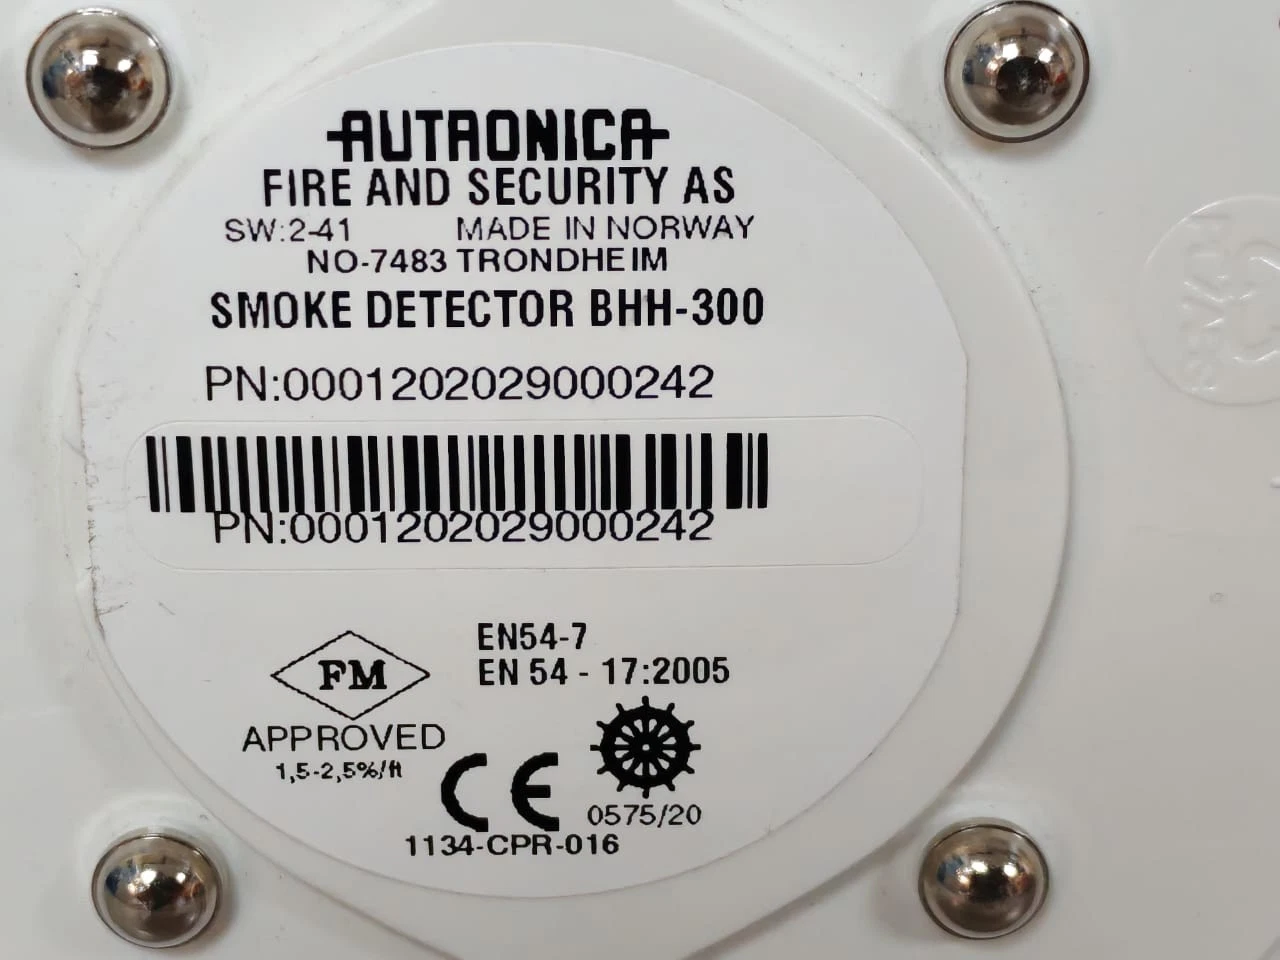 AUTRONICA
FIRE AND SECURITY AS
SW:2-41 MADE IN NORWAY
NO-7483 TRONDHEIM
SMOKE DETECTOR BHH-300
PN:0001202029000242
PN:0001202029000242
EN54-7
FM
EN 54 - 17:2005
APPROVED
1,5-2,5%/ft
CE
0575/20
1134-CPR-016